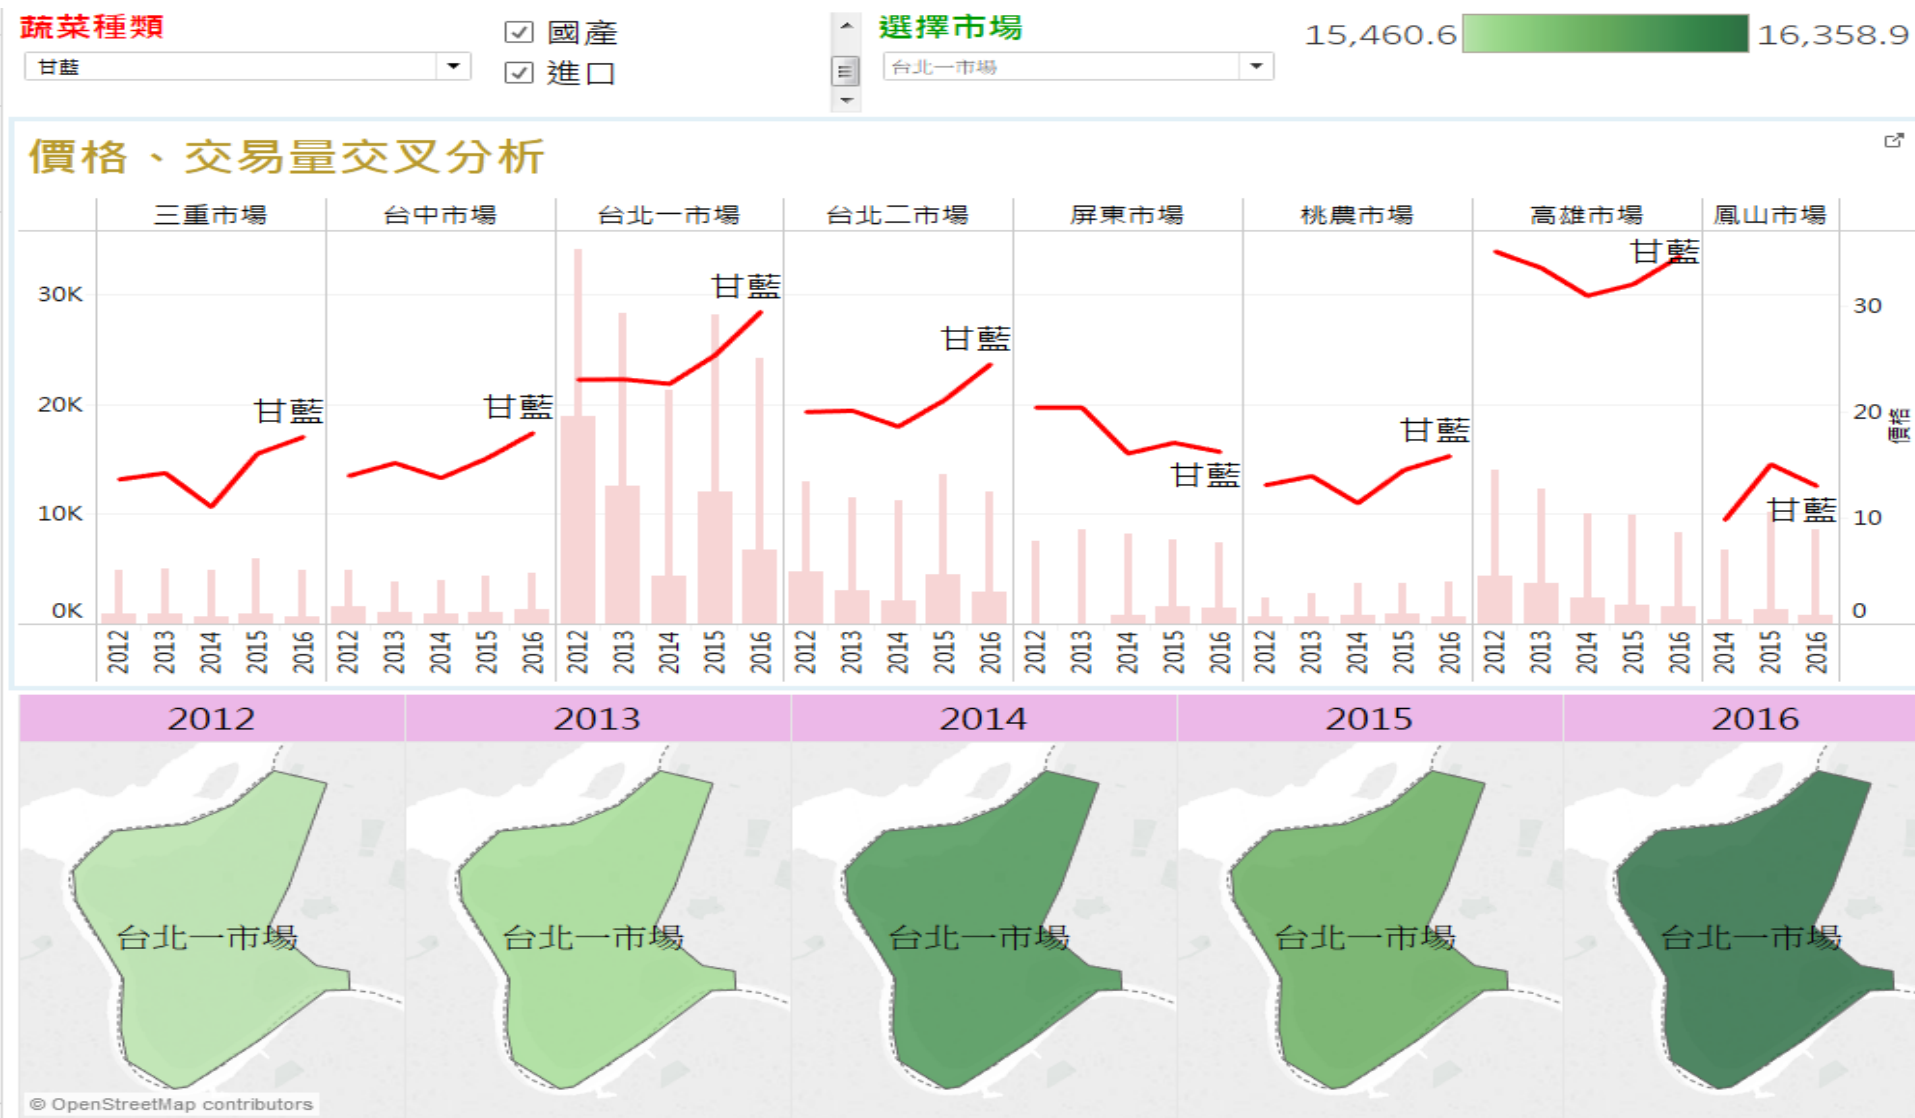 蔬菜種類
甘藍
國產
進口
選擇市場
台北一市場
15,460.6 16,358.9
價格、交易量交叉分析
三重市場 台中市場 台北一市場 台北二市場 屏東市場 桃農市場 高雄市場 鳳山市場
30K
20K
10K
0K
甘藍 甘藍 甘藍 甘藍 甘藍 甘藍 甘藍 甘藍
30
20
10
0
價格
2012 2013 2014 2015 2016 2012 2013 2014 2015 2016 2012 2013 2014 2015 2016 2012 2013 2014 2015 2016 2012 2013 2014 2015 2016 2012 2013 2014 2015 2016 2012 2013 2014 2015 2016 2014 2015 2016
2012 2013 2014 2015 2016
台北一市場 台北一市場 台北一市場 台北一市場 台北一市場
© OpenStreetMap contributors